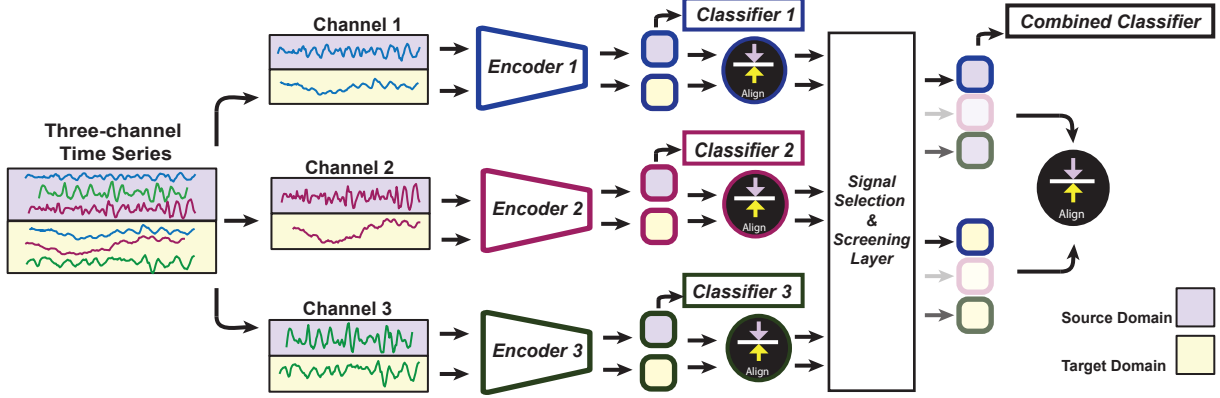 Three-channel
Time Series
Channel 1
Encoder 1
Classifier 1
Align
Channel 2
Encoder 2
Classifier 2
Align
Channel 3
Encoder 3
Classifier 3
Align
Signal
Selection
&
Screening
Layer
Combined Classifier
Align
Source Domain
Target Domain